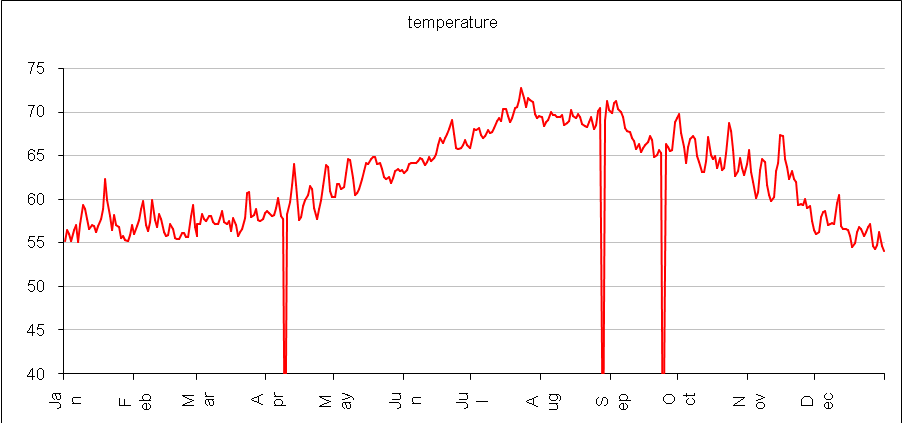 temperature
75
70
65
60
55
50
45
40
Ja
n
F
eb
M
ar
A
pr
M
ay
Ju
n
Ju
l
A
ug
S
ep
O
ct
N
ov
D
ec